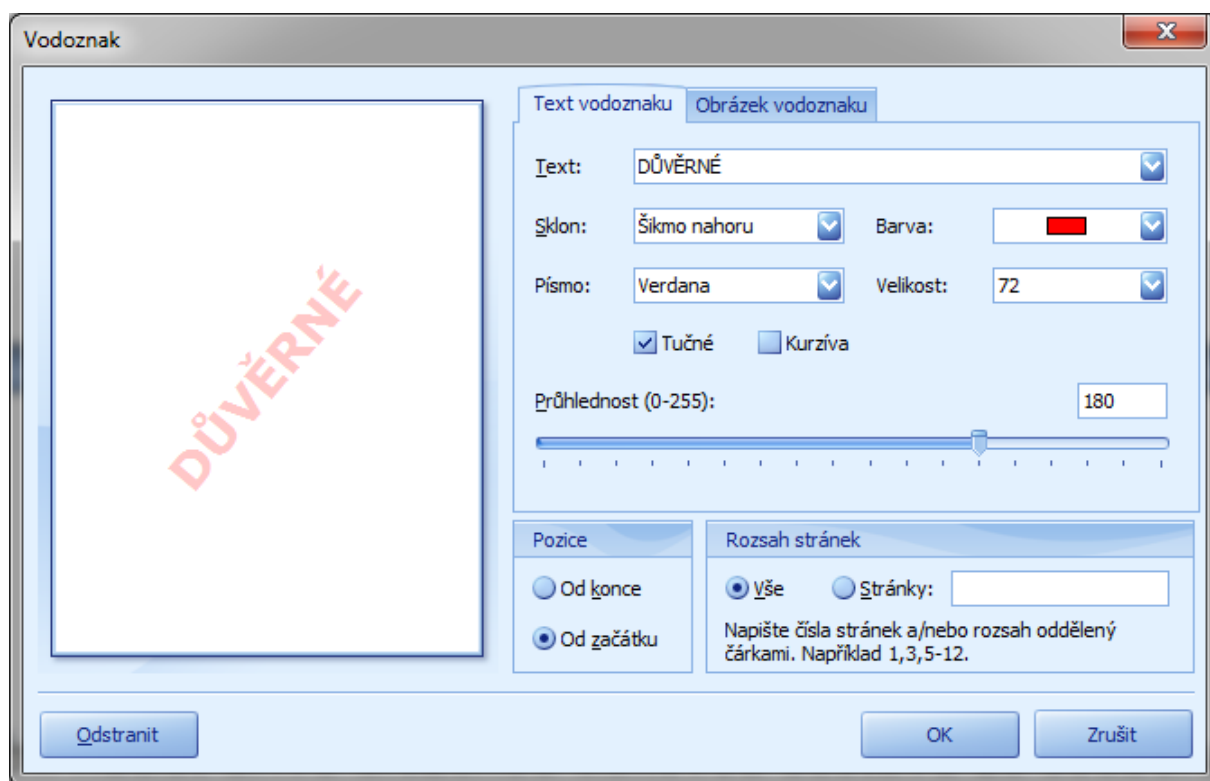 Vodoznak
Text vodoznaku
Obrázek vodoznaku
DŮVĚRNÉ
Text: DŮVĚRNÉ
Sklon: Šikmo nahoru Barva:
Písmo: Verdana Velikost: 72
Tučné Kurzíva
Průhlednost (0-255): 180
Pozice
Od konce
Od začátku
Rozsah stránek
Vše Stránky:
Napište čísla stránek a/nebo rozsah oddělený
čárkami. Například 1,3,5-12.
Odstranit OK Zrušit